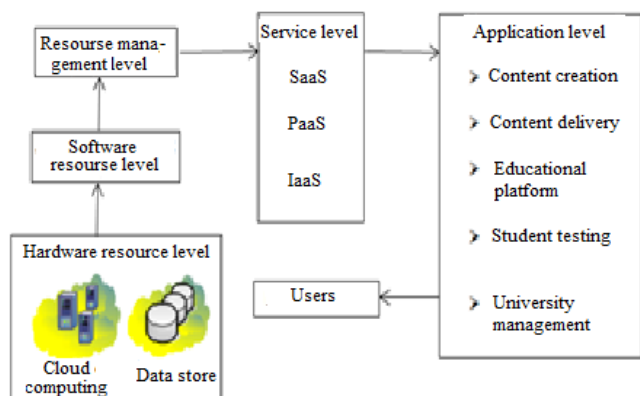 Resourse mana-
gement level
Service level
SaaS
PaaS
IaaS
Application level
Content creation
Content delivery
Educational
platform
Student testing
University
management
Software
resourse level
Hardware resource level
Cloud
computing
Data store
Users